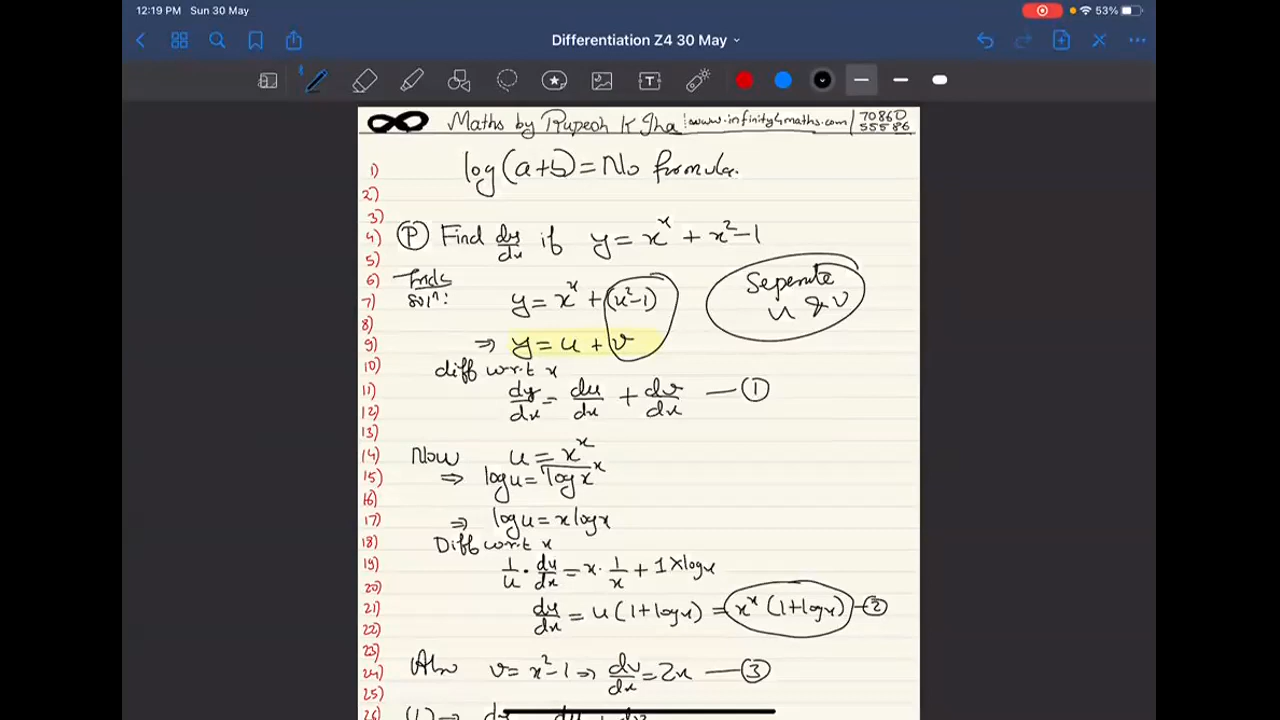 12:19 PM Sun 30 May 53%
Differentiation Z4 30 May
Maths by Rupesh K Jha www.infinity4maths.com 7086D 55586
1) log(a+b) = No formula.
2)
3)
4) (P) Find dy/dx if y = x^x + x²-1
5)
6) Seperate
7) Solⁿ: y = x^x + (x²-1) u & v
8)
9) ⇒ y = u + v
10) diff w.r.t x
11) dy/dx = du/dx + dv/dx — ①
12)
13)
14) Now u = x^x
15) ⇒ log u = log x^x
16)
17) ⇒ log u = x log x
18) Diff w.r.t x
19) 1/u · du/dx = x · 1/x + 1 × log x
20)
21) du/dx = u (1 + log x) = x^x (1 + log x) — ②
22)
23)
24) Also v = x²-1 ⇒ dv/dx = 2x — ③
25)
26) (1) ⇒